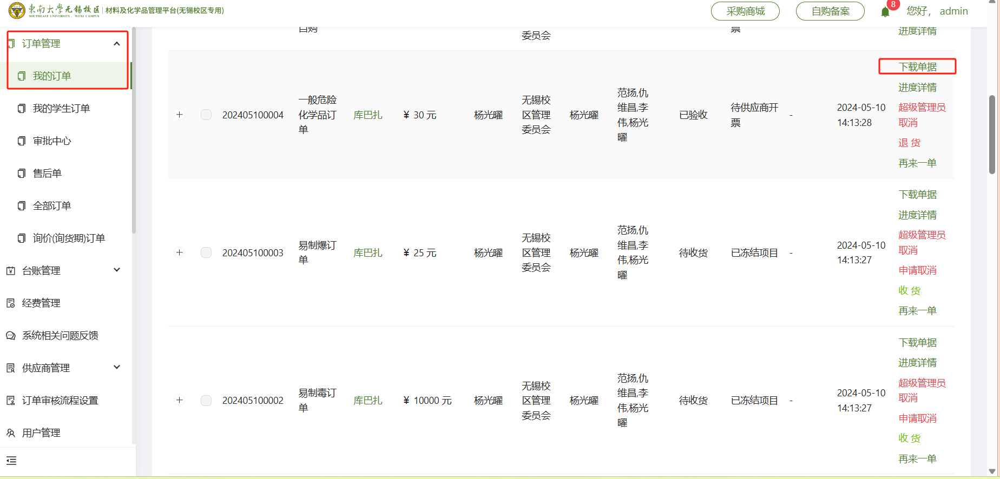 東南大學无锡校区 | 材料及化学品管理平台(无锡校区专用)
SOUTHEAST UNIVERSITY, WUXI CAMPUS
采购商城
自购备案
8
您好， admin
订单管理
我的订单
我的学生订单
审批中心
售后单
全部订单
询价(询货期)订单
台账管理
经费管理
系统相关问题反馈
供应商管理
订单审核流程设置
用户管理
自购
委员会
票
进度详情
202405100004
一般危险
化学品订
单
库巴扎
¥ 30 元
杨光曜
无锡校
区管理
委员会
杨光曜
范扬,仇
维昌,李
伟,杨光
曜
已验收
待供应商开
票
-
2024-05-10
14:13:28
下载单据
进度详情
超级管理员
取消
退 货
再来一单
202405100003
易制爆订
单
库巴扎
¥ 25 元
杨光曜
无锡校
区管理
委员会
杨光曜
范扬,仇
维昌,李
伟,杨光
曜
待收货
已冻结项目
-
2024-05-10
14:13:27
下载单据
进度详情
超级管理员
取消
申请取消
收 货
再来一单
202405100002
易制毒订
单
库巴扎
¥ 10000 元
杨光曜
无锡校
区管理
委员会
杨光曜
范扬,仇
维昌,李
伟,杨光
曜
待收货
已冻结项目
-
2024-05-10
14:13:27
下载单据
进度详情
超级管理员
取消
申请取消
收 货
再来一单